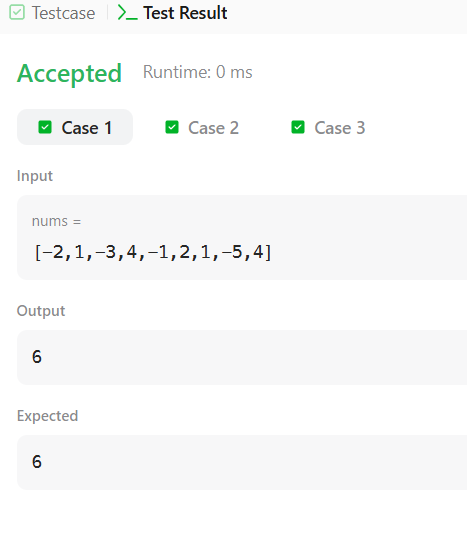 Testcase
Test Result
Accepted Runtime: 0 ms
Case 1 Case 2 Case 3
Input
nums =
[-2,1,-3,4,-1,2,1,-5,4]
Output
6
Expected
6